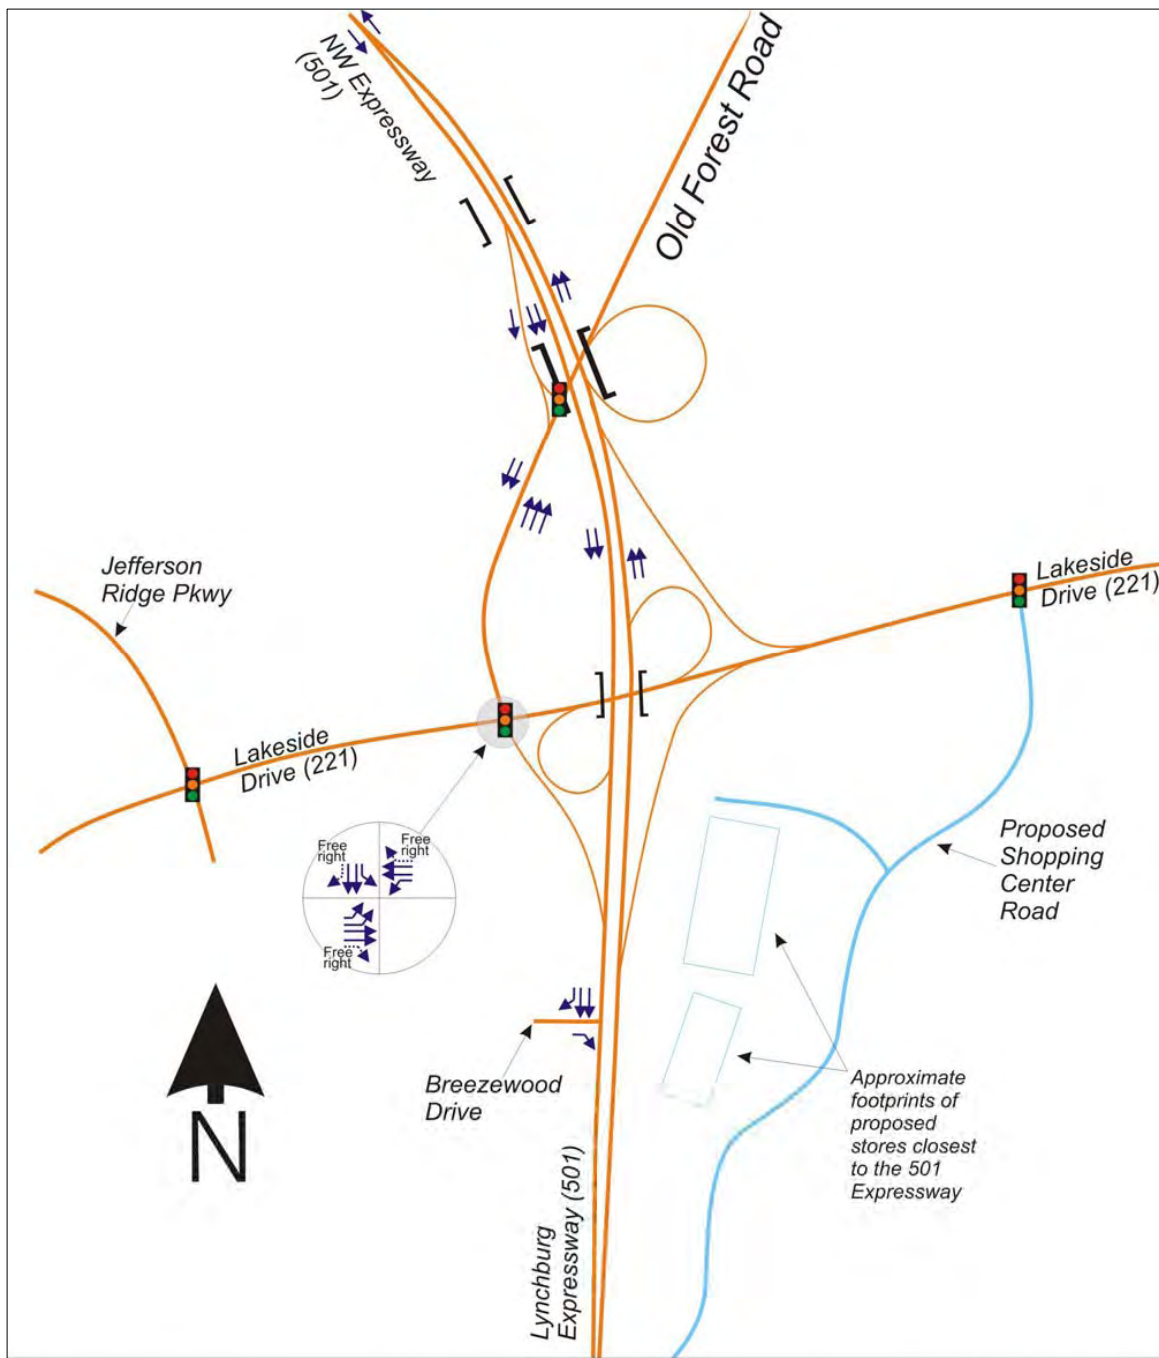 NW Expressway
(501)
Old Forest Road
Jefferson
Ridge Pkwy
Lakeside
Drive (221)
Lakeside
Drive (221)
Free
right
Free
right
Free
right
Proposed
Shopping
Center
Road
Breezewood
Drive
Approximate
footprints of
proposed
stores closest
to the 501
Expressway
N
Lynchburg
Expressway (501)